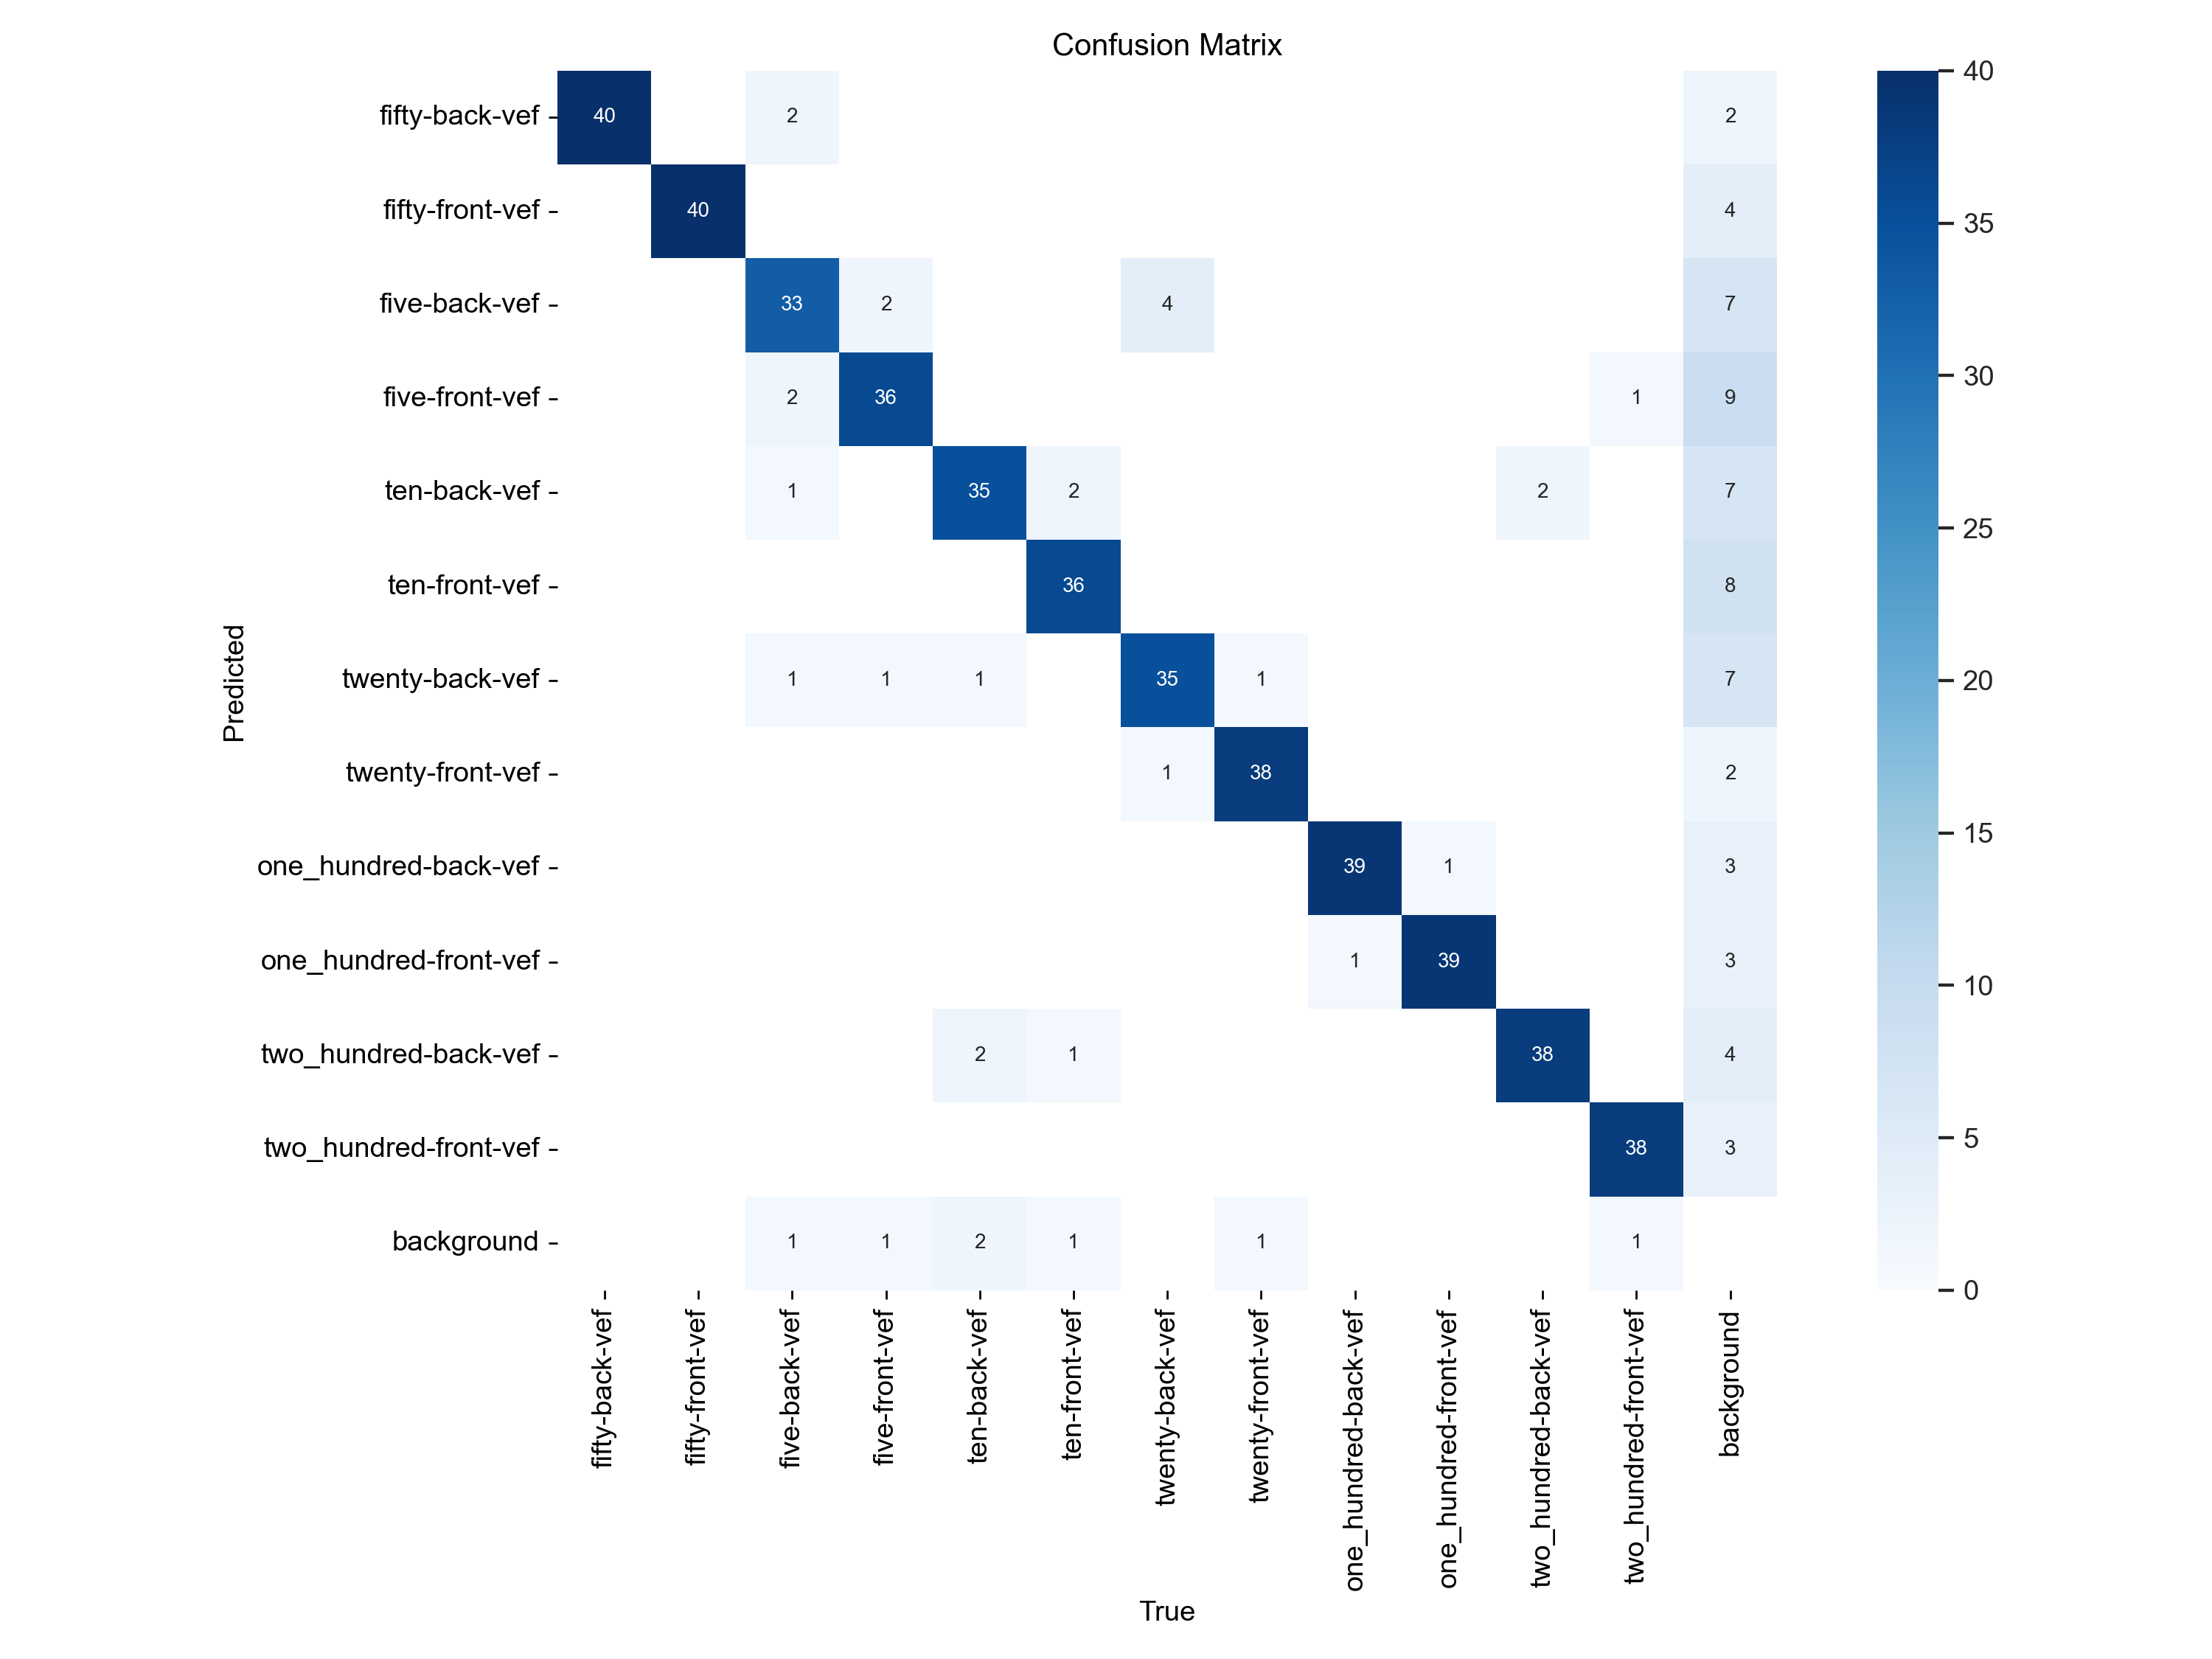 Confusion Matrix
fifty-back-vef 40 2 2
fifty-front-vef 40 4
five-back-vef 33 2 4 7
five-front-vef 2 36 1 9
ten-back-vef 1 35 2 2 7
ten-front-vef 36 8
twenty-back-vef 1 1 1 35 1 7
twenty-front-vef 1 38 2
one_hundred-back-vef 39 1 3
one_hundred-front-vef 1 39 3
two_hundred-back-vef 2 1 38 4
two_hundred-front-vef 38 3
background 1 1 2 1 1 1
Predicted
fifty-back-vef
fifty-front-vef
five-back-vef
five-front-vef
ten-back-vef
ten-front-vef
twenty-back-vef
twenty-front-vef
one_hundred-back-vef
one_hundred-front-vef
two_hundred-back-vef
two_hundred-front-vef
background
True
40
35
30
25
20
15
10
5
0